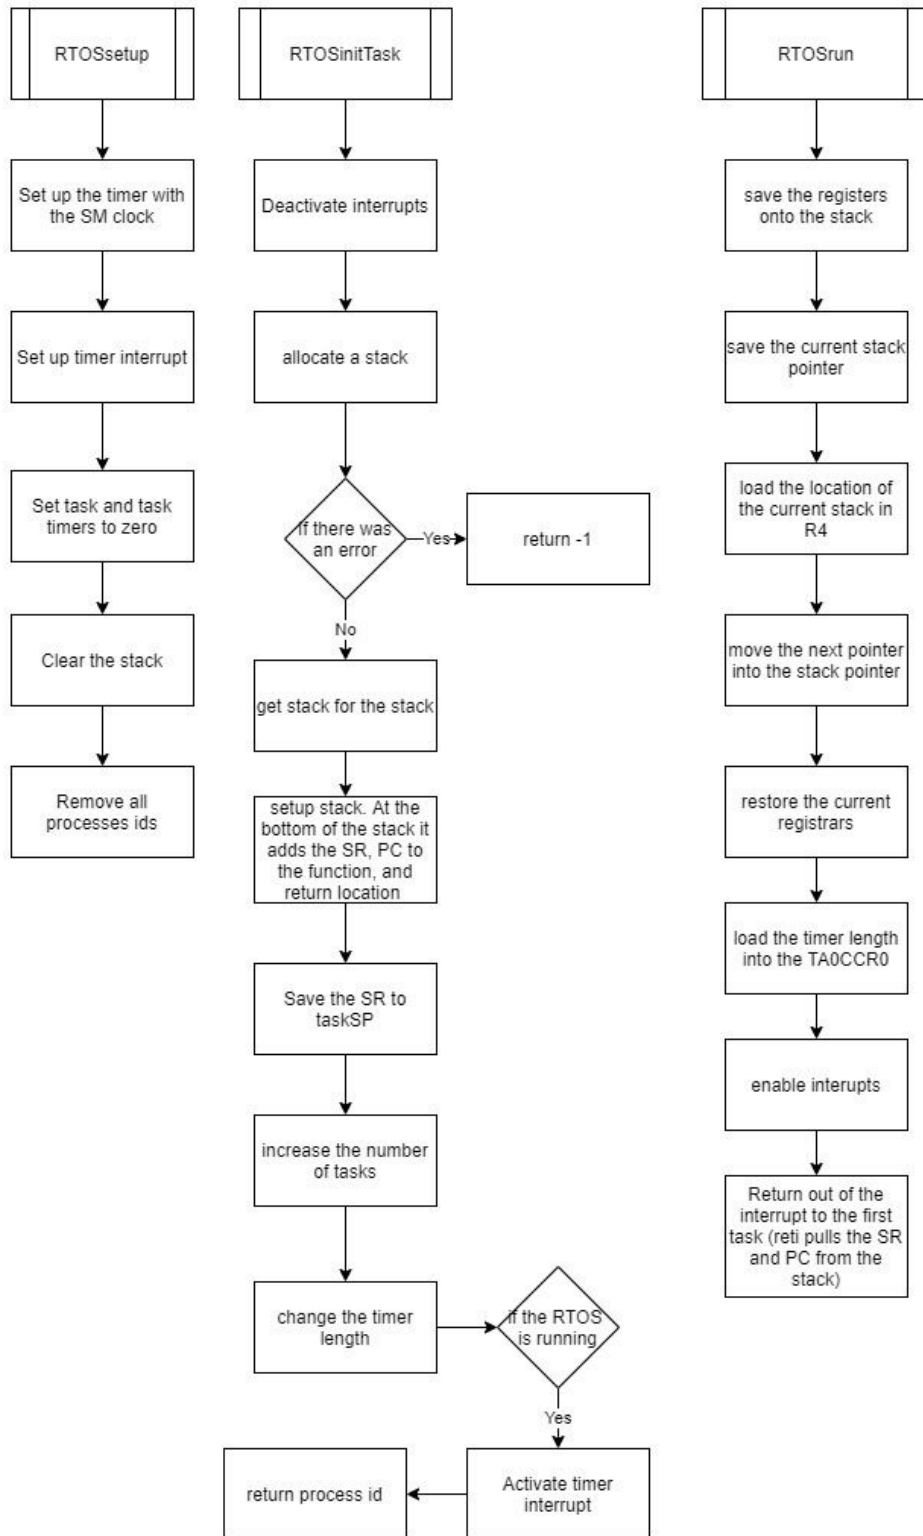 RTOSsetup
Set up the timer with
the SM clock
Set up timer interrupt
Set task and task
timers to zero
Clear the stack
Remove all
processes ids
RTOSinitTask
Deactivate interrupts
allocate a stack
If there was
an error
Yes
return -1
No
get stack for the stack
setup stack. At the
bottom of the stack it
adds the SR, PC to
the function, and
return location
Save the SR to
taskSP
increase the number
of tasks
change the timer
length
if the RTOS
is running
Yes
Activate timer
interrupt
return process id
RTOSrun
save the registers
onto the stack
save the current stack
pointer
load the location of
the current stack in
R4
move the next pointer
into the stack pointer
restore the current
registrars
load the timer length
into the TA0CCR0
enable interupts
Return out of the
interrupt to the first
task (reti pulls the SR
and PC from the
stack)